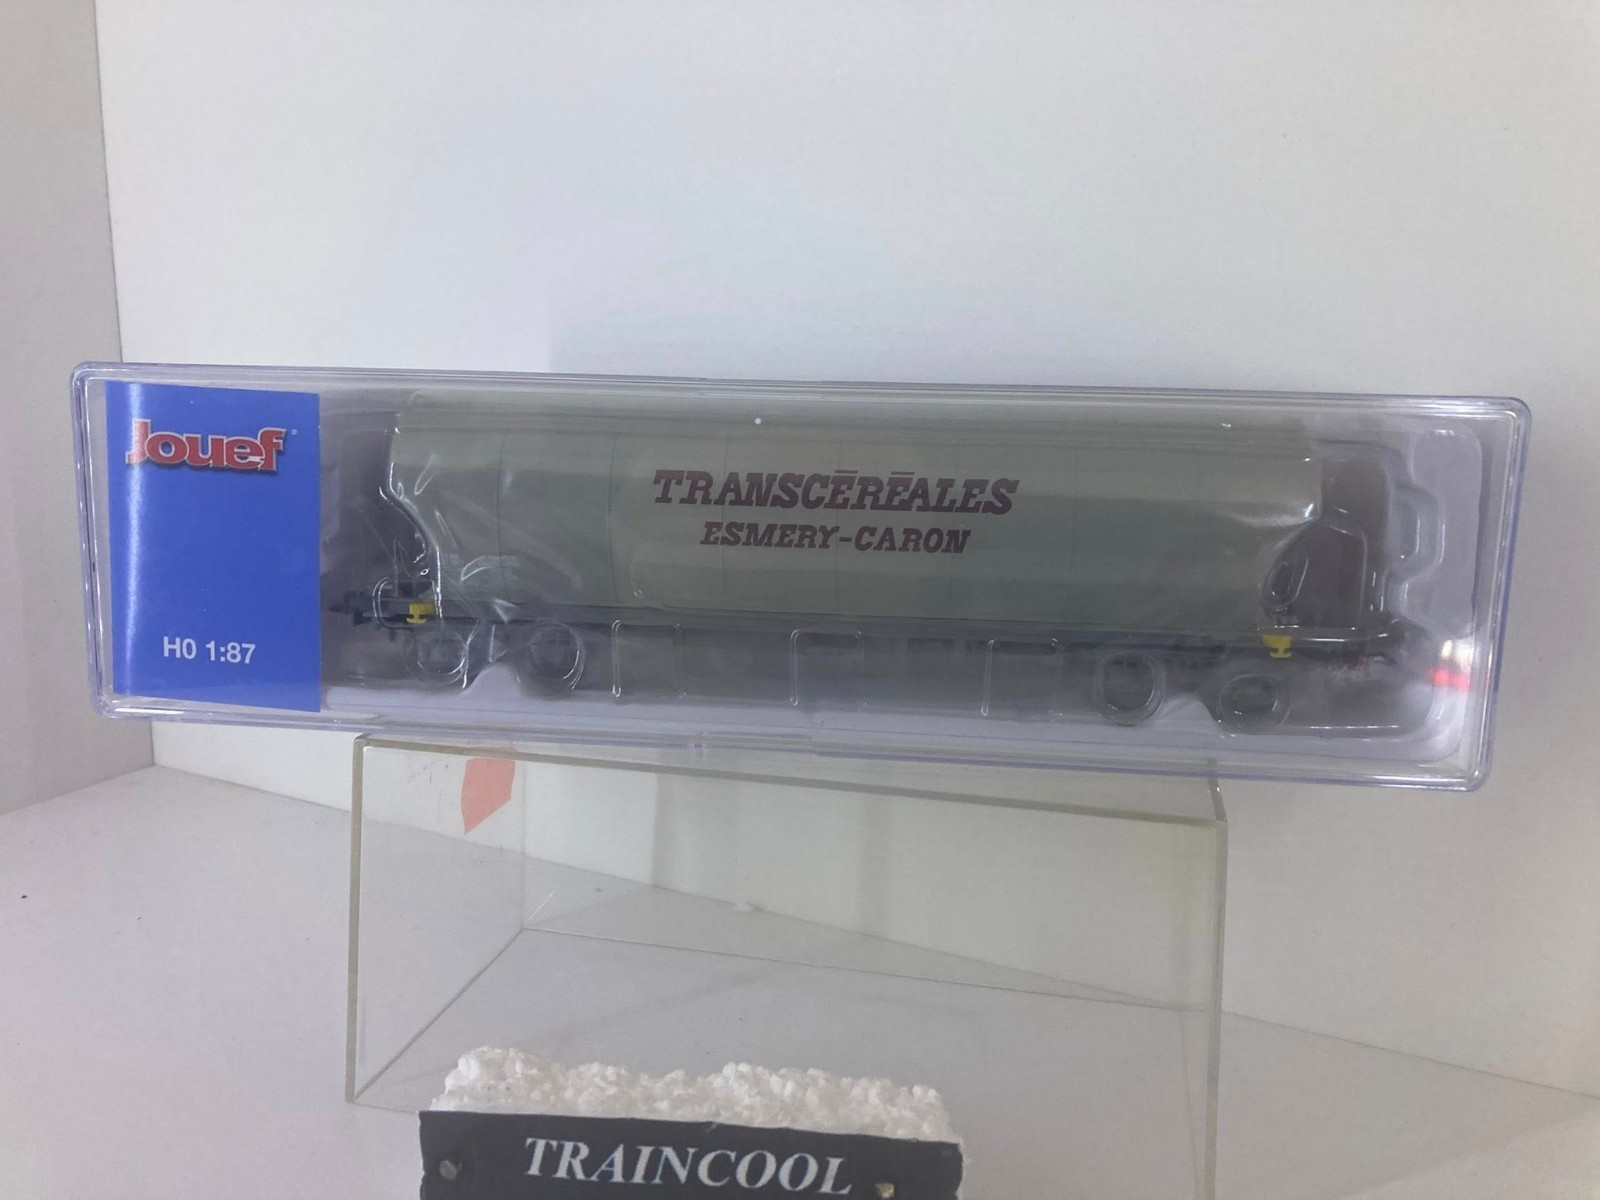 Jouef®
H0 1:87
TRANSCÉRÉALES
ESMERY-CARON
TRAINCOOL